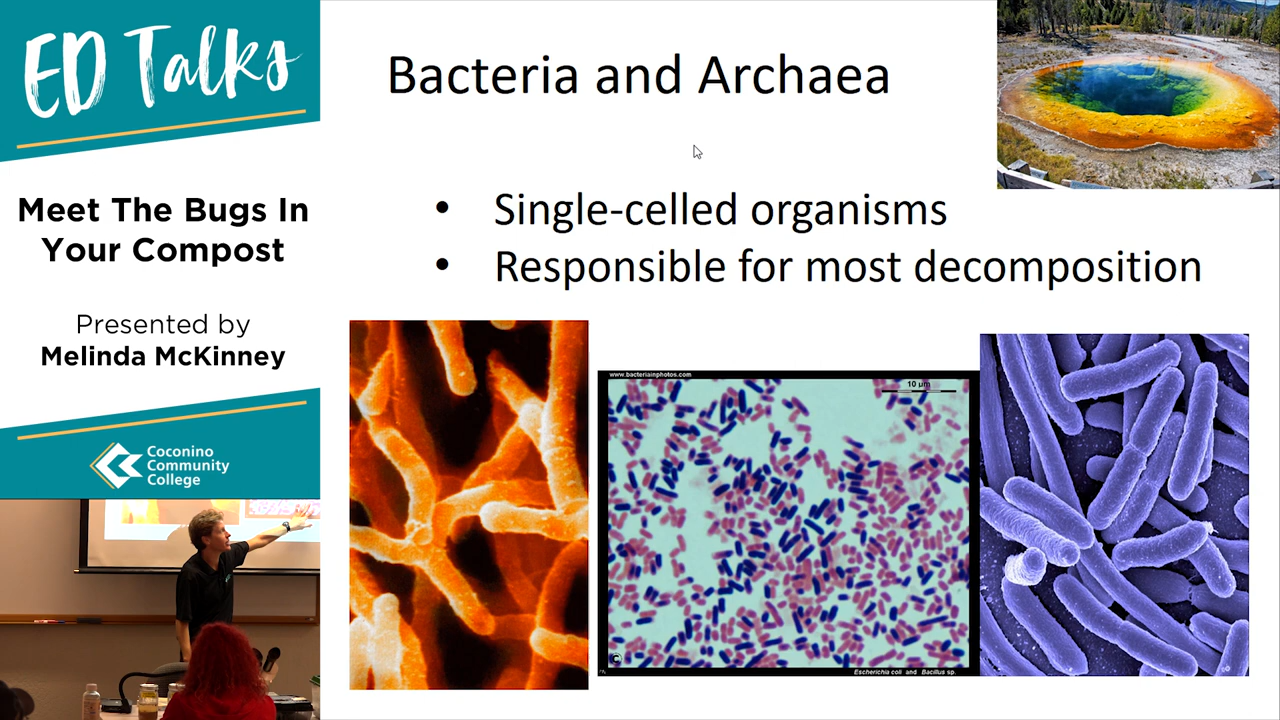 ED Talks
Meet The Bugs In
Your Compost
Presented by
Melinda McKinney
Coconino
Community
College
Bacteria and Archaea
• Single-celled organisms
• Responsible for most decomposition
www.bacteriainphotos.com
10 µm
Escherichia coli and Bacillus sp.